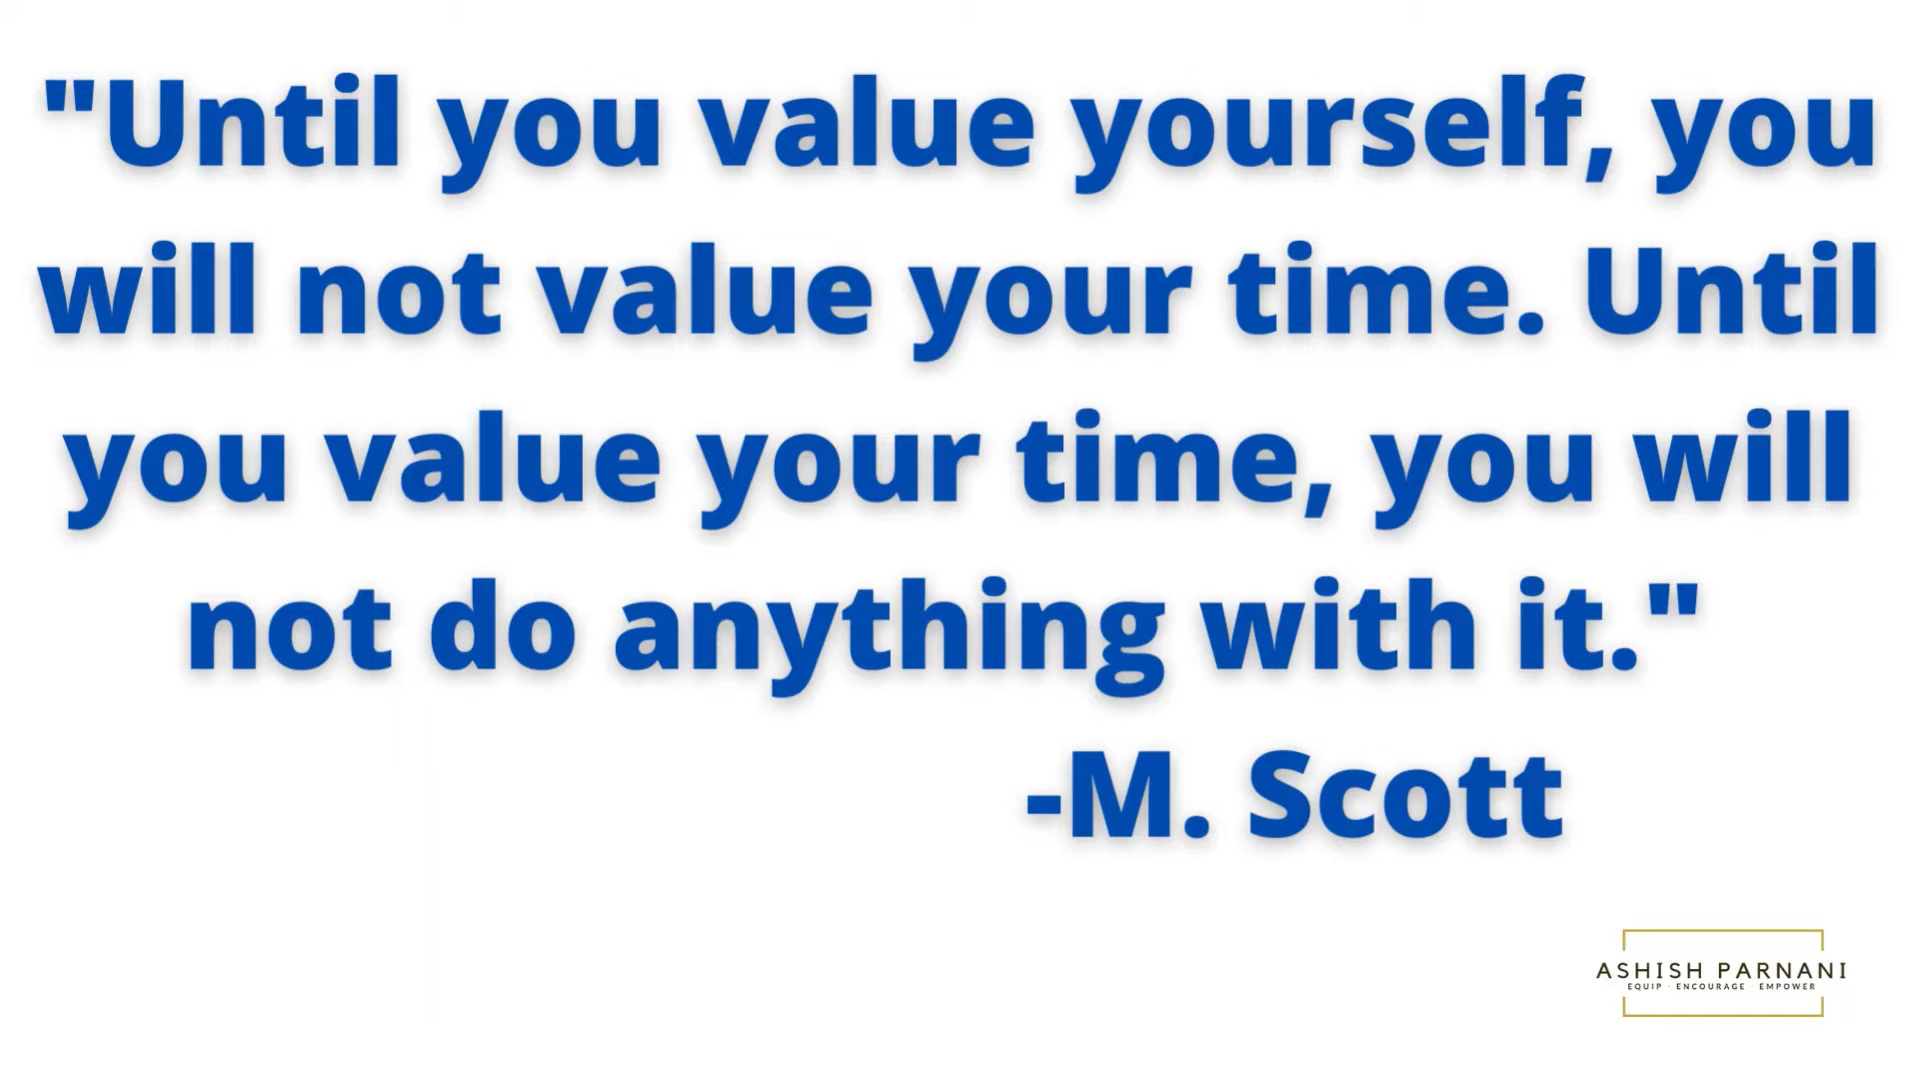 "Until you value yourself, you
will not value your time. Until
you value your time, you will
not do anything with it."
-M. Scott
ASHISH PARNANI
EQUIP · ENCOURAGE · EMPOWER